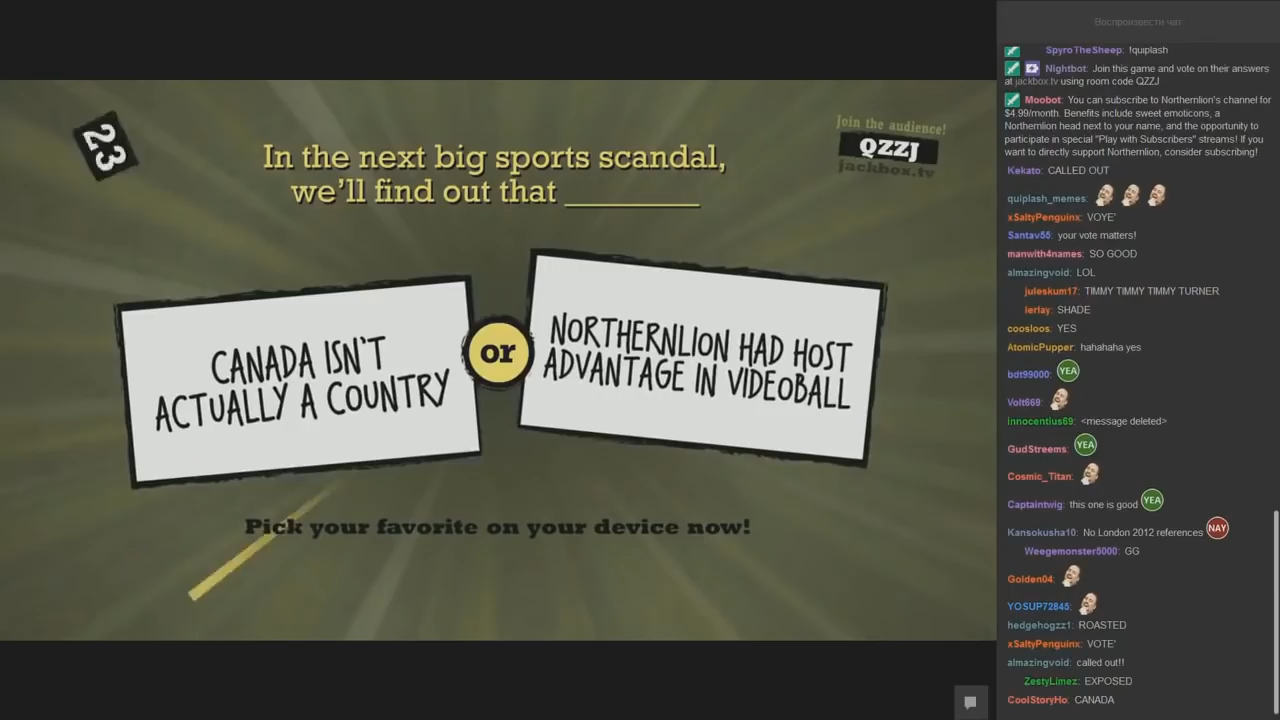 23
In the next big sports scandal,
we'll find out that ________
Join the audience!
QZZJ
jackbox.tv
CANADA ISN'T
ACTUALLY A COUNTRY
or
NORTHERNLION HAD HOST
ADVANTAGE IN VIDEOBALL
Pick your favorite on your device now!
Воспроизвести чат
SpyroTheSheep: !quiplash
Nightbot: Join this game and vote on their answers
at jackbox.tv using room code QZZJ
Moobot: You can subscribe to Northernlion's channel for
$4.99/month. Benefits include sweet emoticons, a
Northernlion head next to your name, and the opportunity to
participate in special "Play with Subscribers" streams! If you
want to directly support Northernlion, consider subscribing!
Kekato: CALLED OUT
quiplash_memes:
xSaltyPenguinx: VOYE'
Santav55: your vote matters!
manwith4names: SO GOOD
almazingvoid: LOL
juleskum17: TIMMY TIMMY TIMMY TURNER
lerlay: SHADE
coosloos: YES
AtomicPupper: hahahaha yes
bdt99000: YEA
Volt669:
innocentius69: <message deleted>
GudStreems: YEA
Cosmic_Titan:
Captaintwig: this one is good YEA
Kansokusha10: No London 2012 references NAY
Weegemonster5000: GG
Golden04:
YOSUP72845:
hedgehogzz1: ROASTED
xSaltyPenguinx: VOTE'
almazingvoid: called out!!
ZestyLimez: EXPOSED
CoolStoryHo: CANADA